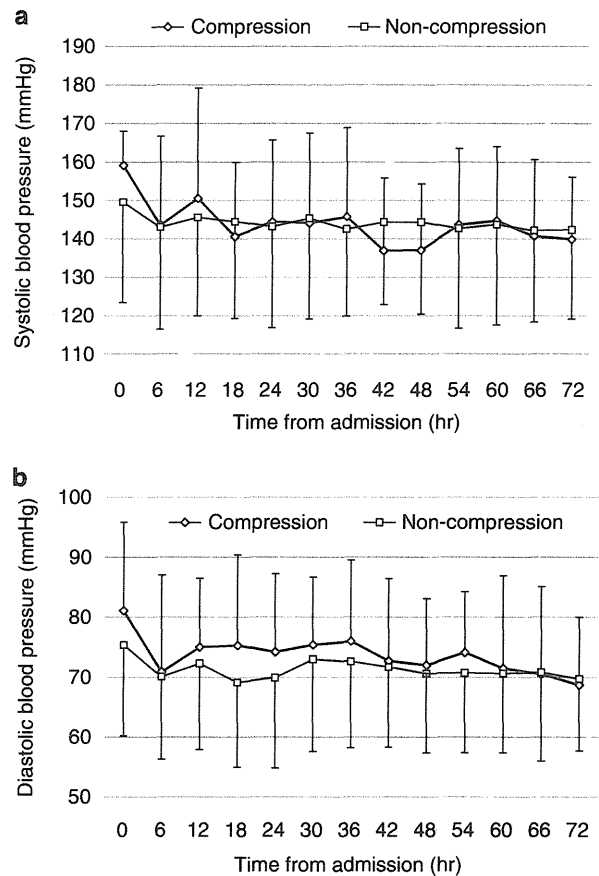 a
Compression Non-compression
Systolic blood pressure (mmHg)
190
180
170
160
150
140
130
120
110
0 6 12 18 24 30 36 42 48 54 60 66 72
Time from admission (hr)
b
Diastolic blood pressure (mmHg)
100
Compression Non-compression
90
80
70
60
50
0 6 12 18 24 30 36 42 48 54 60 66 72
Time from admission (hr)